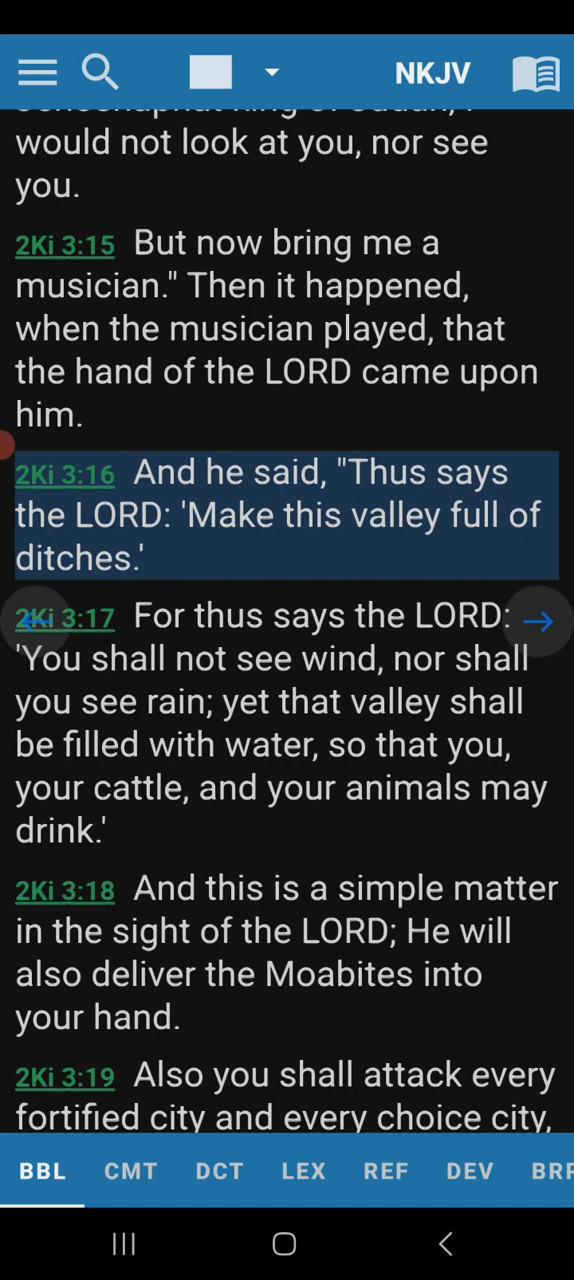 NKJV
would not look at you, nor see
you.
2Ki 3:15 But now bring me a
musician." Then it happened,
when the musician played, that
the hand of the LORD came upon
him.
2Ki 3:16 And he said, "Thus says
the LORD: 'Make this valley full of
ditches.'
2Ki 3:17 For thus says the LORD:
'You shall not see wind, nor shall
you see rain; yet that valley shall
be filled with water, so that you,
your cattle, and your animals may
drink.'
2Ki 3:18 And this is a simple matter
in the sight of the LORD; He will
also deliver the Moabites into
your hand.
2Ki 3:19 Also you shall attack every
fortified city and every choice city,
BBL CMT DCT LEX REF DEV BRP